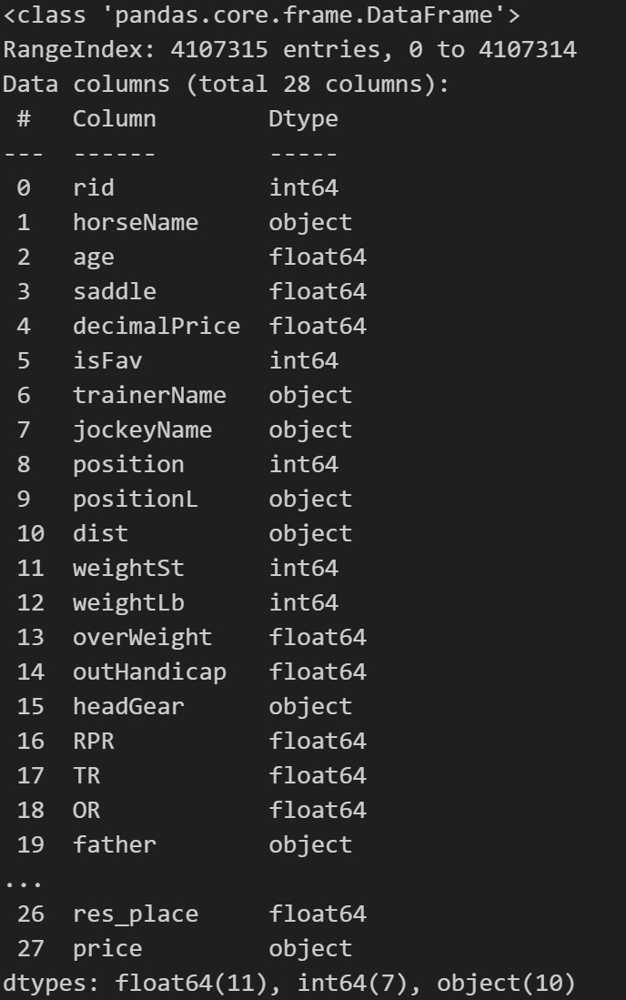 <class 'pandas.core.frame.DataFrame'>
RangeIndex: 4107315 entries, 0 to 4107314
Data columns (total 28 columns):
 #   Column        Dtype
---  ------        -----
 0   rid           int64
 1   horseName     object
 2   age           float64
 3   saddle        float64
 4   decimalPrice  float64
 5   isFav         int64
 6   trainerName   object
 7   jockeyName    object
 8   position      int64
 9   positionL     object
 10  dist          object
 11  weightSt      int64
 12  weightLb      int64
 13  overWeight    float64
 14  outHandicap   float64
 15  headGear      object
 16  RPR           float64
 17  TR            float64
 18  OR            float64
 19  father        object
...
 26  res_place     float64
 27  price         object
dtypes: float64(11), int64(7), object(10)